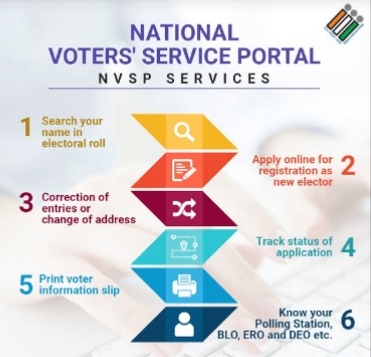 NATIONAL
VOTERS' SERVICE PORTAL
NVSP SERVICES
1 Search your
name in
electoral roll
Apply online for
registration as
new elector 2
3 Correction of
entries or
change of address
Track status of
application 4
5 Print voter
information slip
Know your
Polling Station,
BLO, ERO and DEO etc. 6